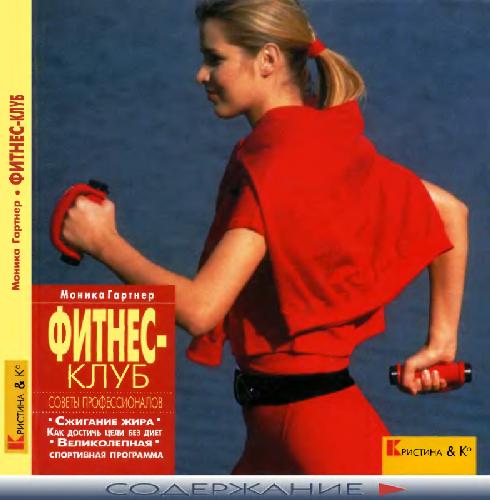 Моника Гартнер • ФИТНЕС-КЛУБ
КРИСТИНА & К°
Моника Гартнер
ФИТНЕС-
КЛУБ
СОВЕТЫ ПРОФЕССИОНАЛОВ
• СЖИГАНИЕ ЖИРА •
КАК ДОСТИЧЬ ЦЕЛИ БЕЗ ДИЕТ
• ВЕЛИКОЛЕПНАЯ •
СПОРТИВНАЯ ПРОГРАММА
КРИСТИНА & К°
СОДЕРЖАНИЕ